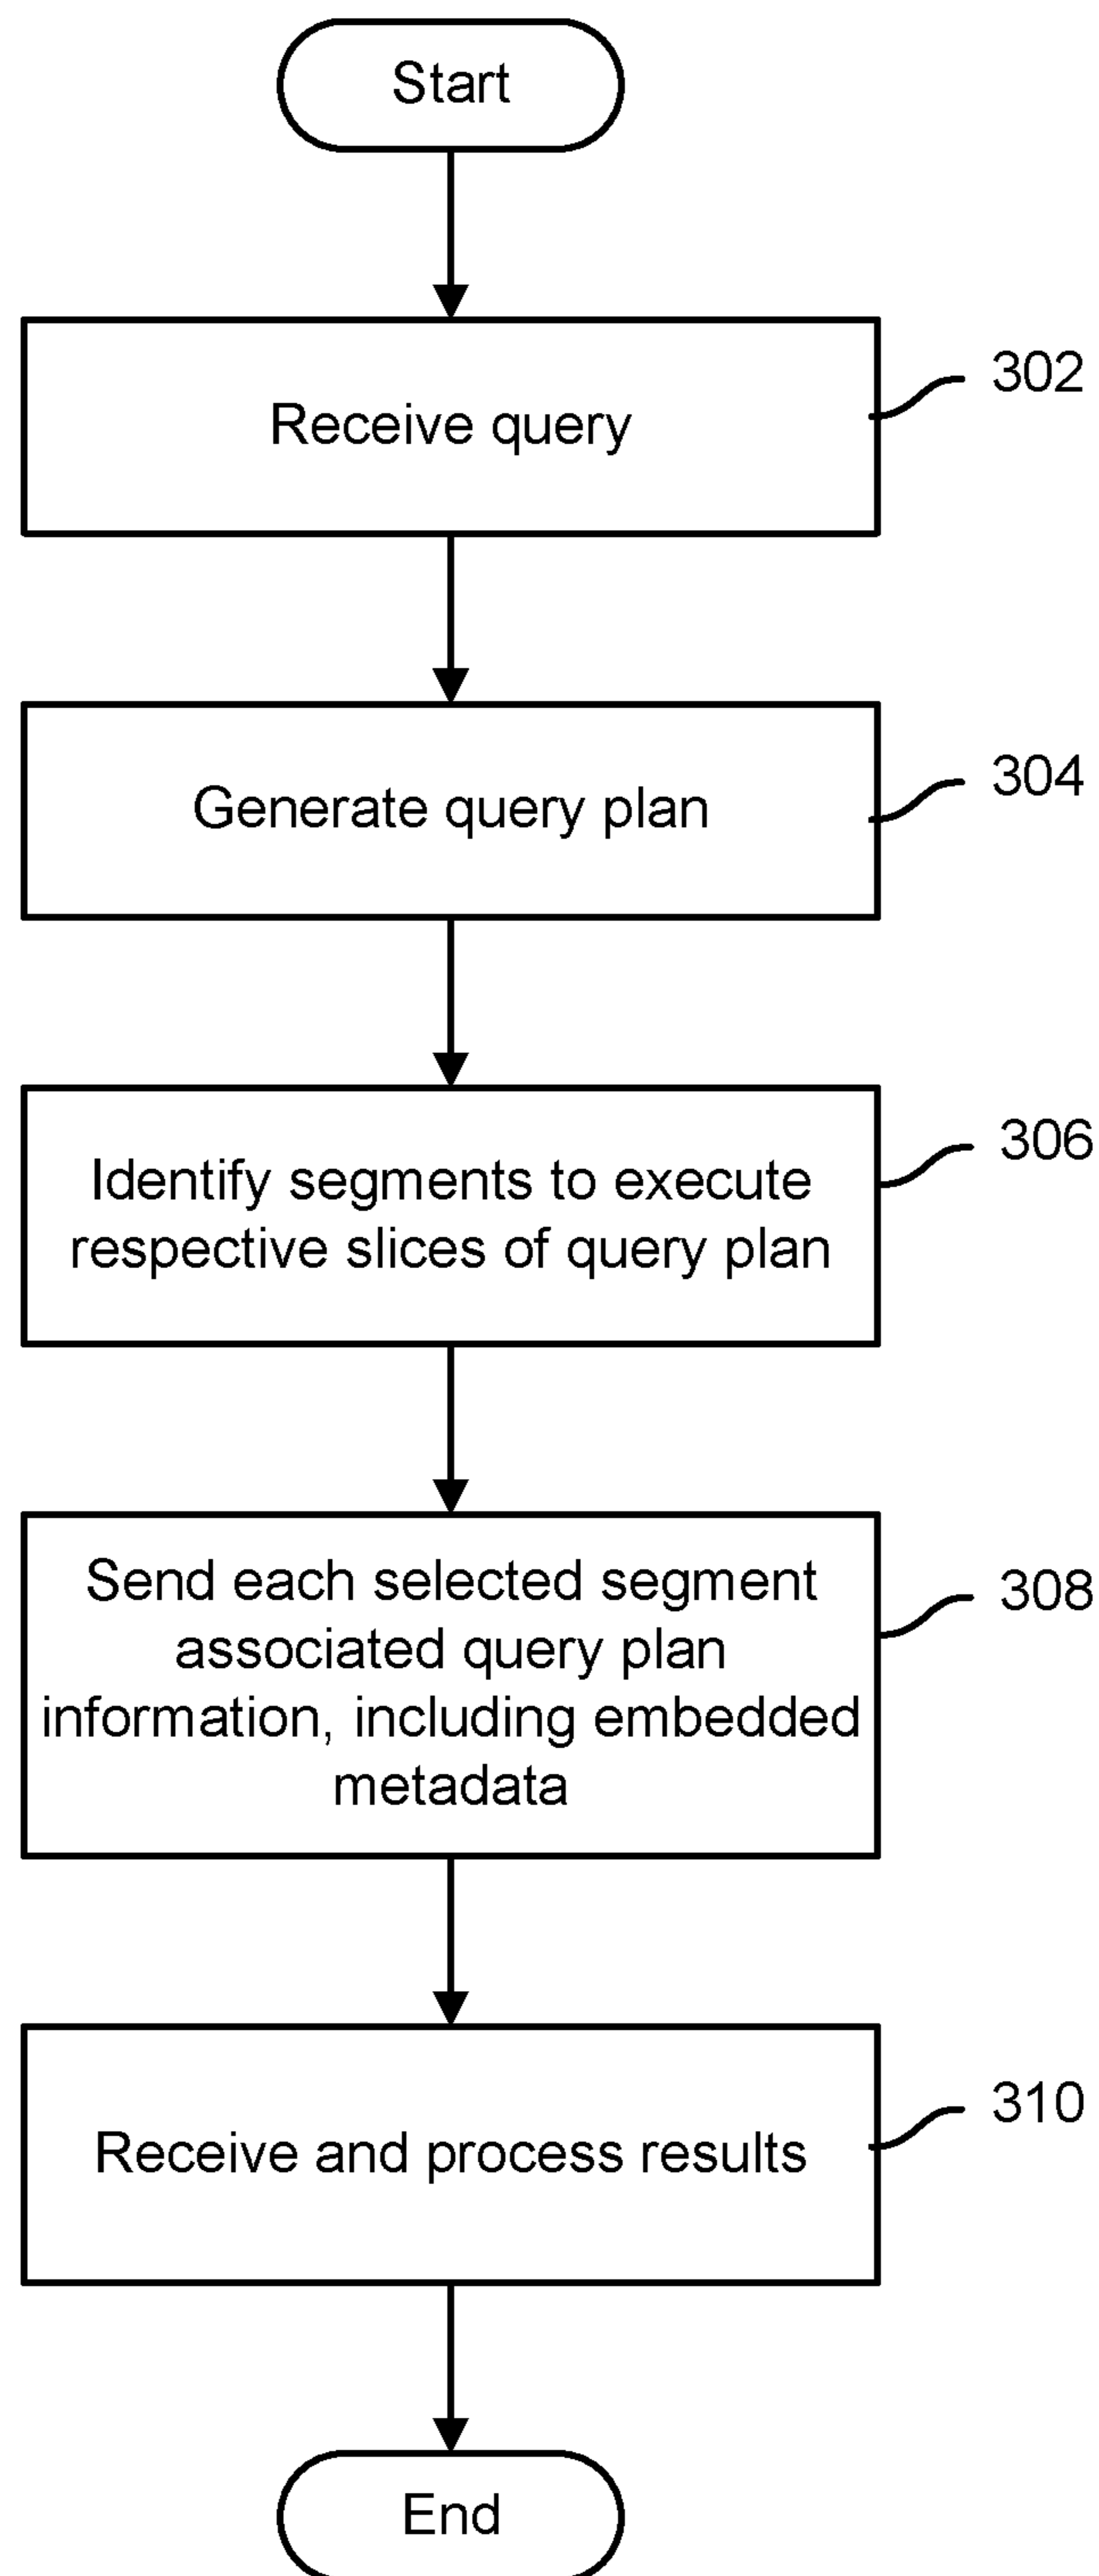 Start
Receive query
302
Generate query plan
304
Identify segments to execute
respective slices of query plan
306
Send each selected segment
associated query plan
information, including embedded
metadata
308
Receive and process results
310
End